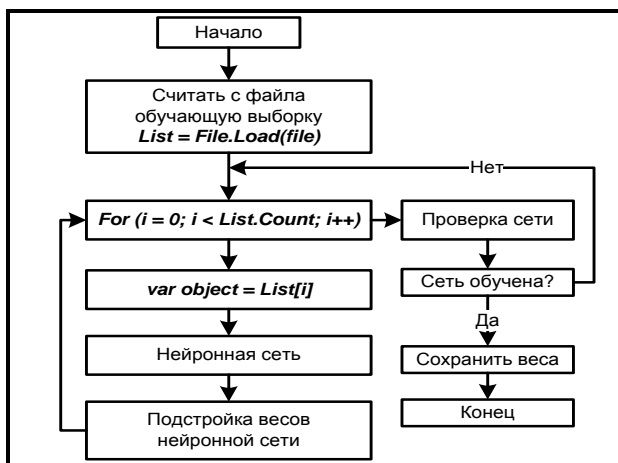 Начало
Считать с файла
обучающую выборку
List = File.Load(file)
Нет
For (i = 0; i < List.Count; i++)
Проверка сети
var object = List[i]
Сеть обучена?
Да
Нейронная сеть
Сохранить веса
Подстройка весов
нейронной сети
Конец